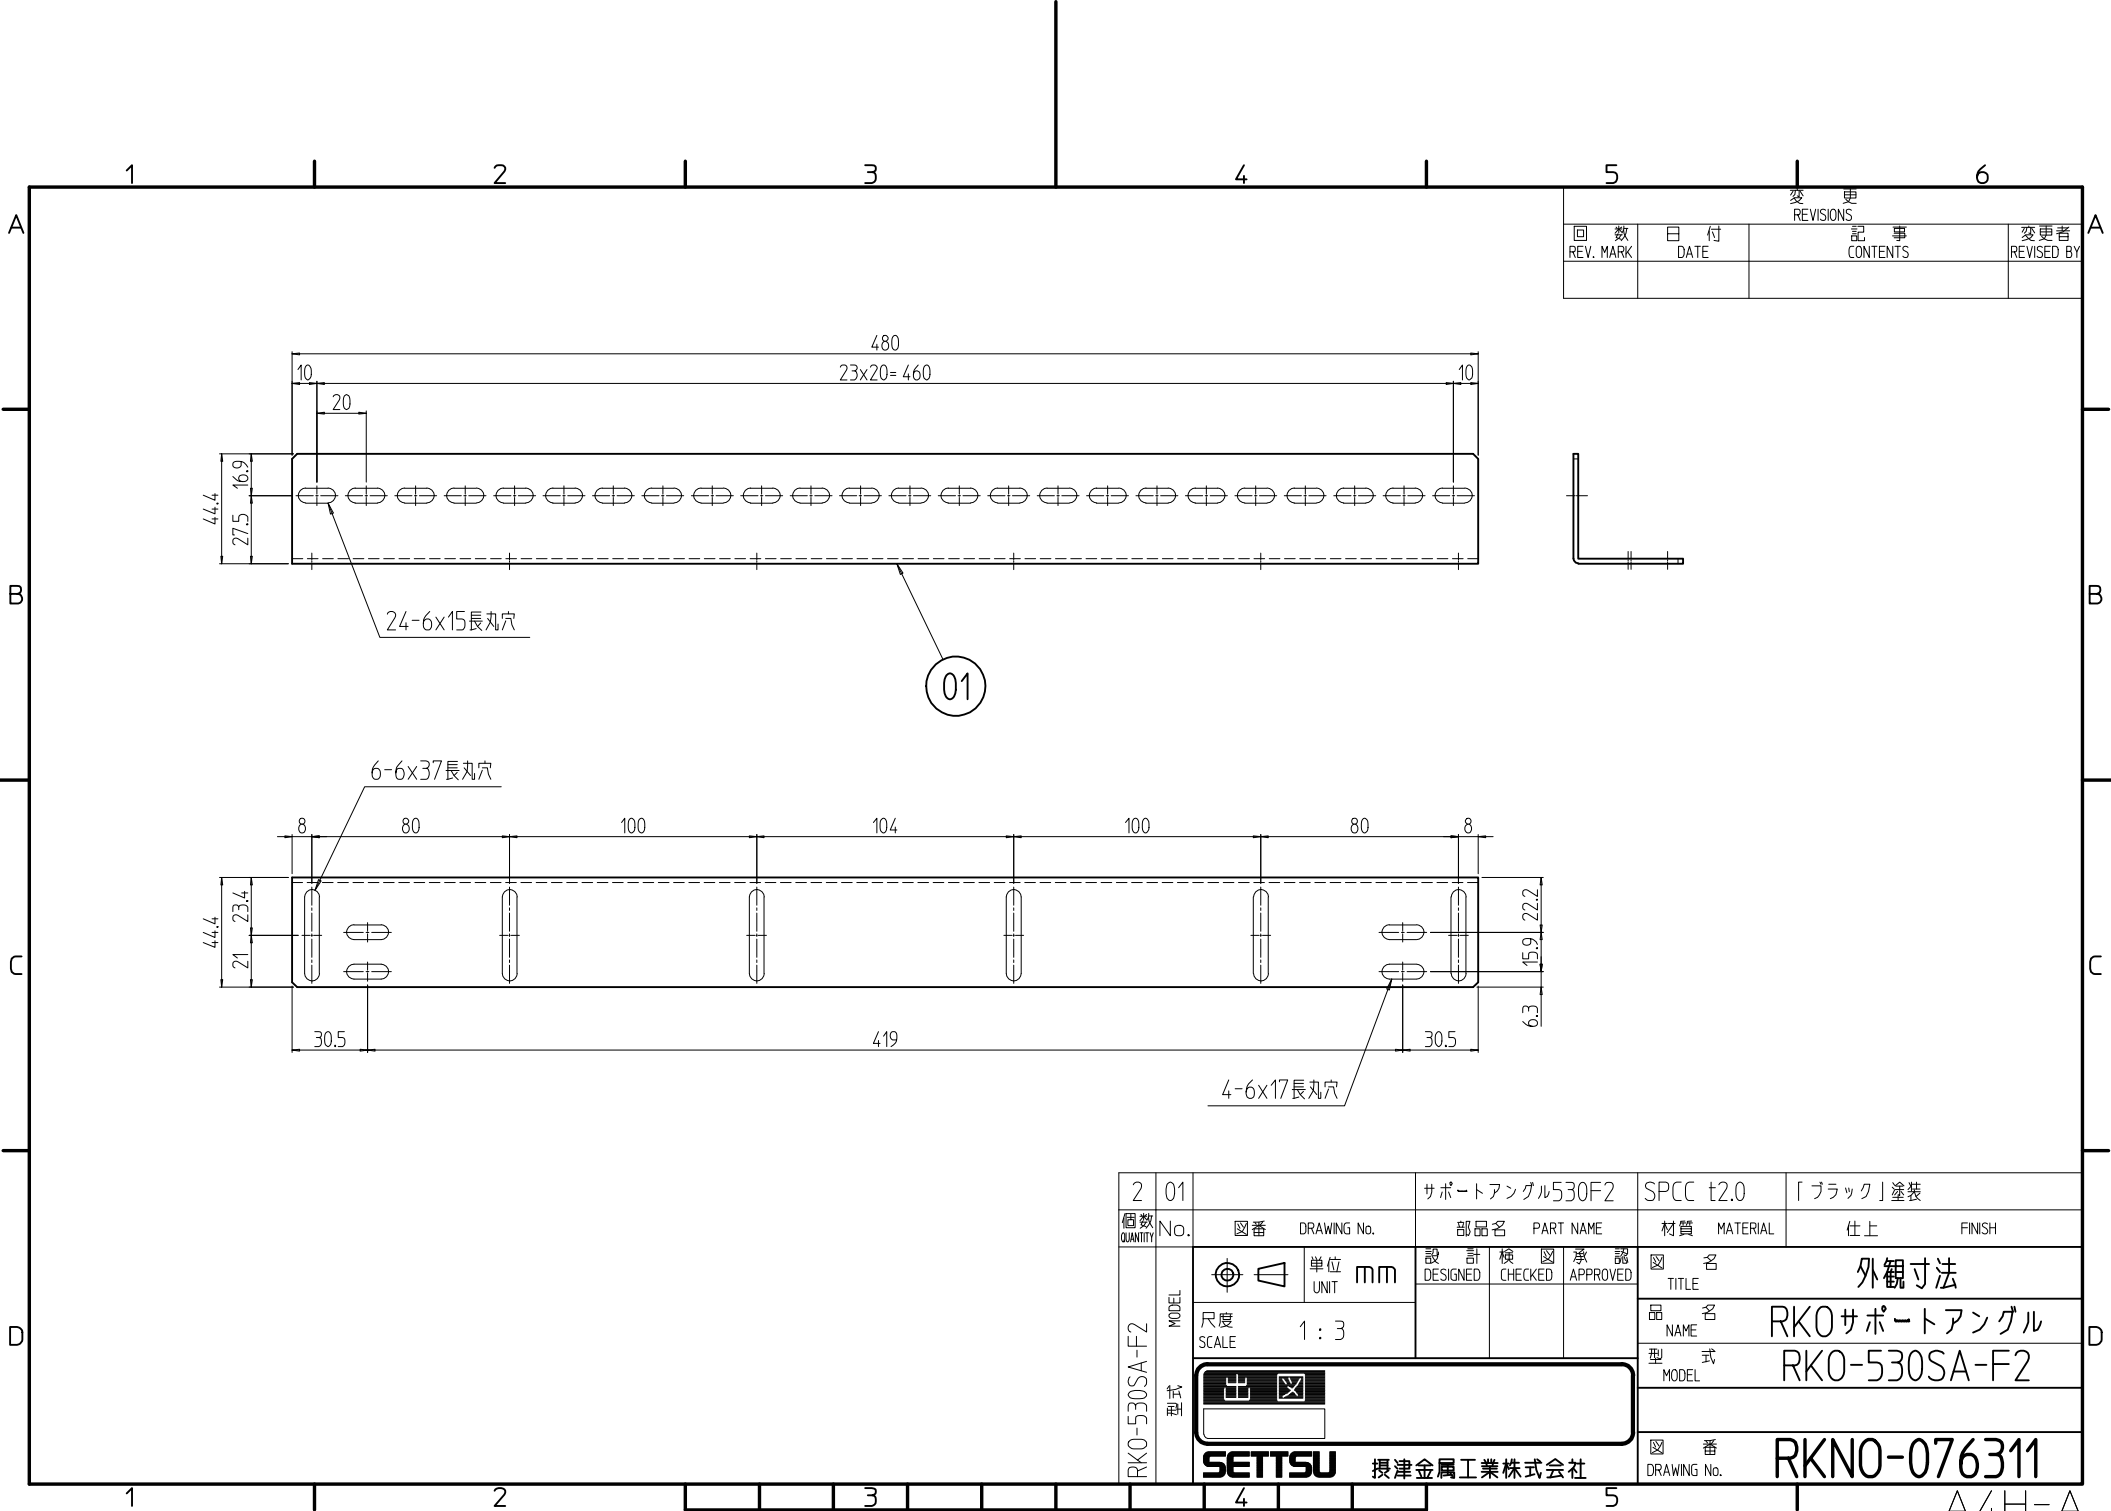 1 2 3 4 5 6
A A
変更
REVISIONS
回数 日付 記事 変更者
REV. MARK DATE CONTENTS REVISED BY
480
10 23x20=460 10
20
44.4
16.9
27.5
24-6x15長丸穴
B B
01
6-6x37長丸穴
8 80 100 104 100 80 8
44.4
23.4
21
22.2
15.9
6.3
C C
30.5 419 30.5
4-6x17長丸穴
2 01 サポートアングル530F2 SPCC t2.0 「ブラック」塗装
個数 No. 図番 DRAWING No. 部品名 PART NAME 材質 MATERIAL 仕上 FINISH
QUANTITY
単位 mm
UNIT
設計 検図 承認
DESIGNED CHECKED APPROVED
図名 外観寸法
TITLE
尺度 1:3
SCALE
品名 RKOサポートアングル
NAME
D D
型式 RKO-530SA-F2
MODEL
RKO-530SA-F2
型式 MODEL
出図
SETTSU 摂津金属工業株式会社
図番 RKNO-076311
DRAWING No.
1 2 3 4 5